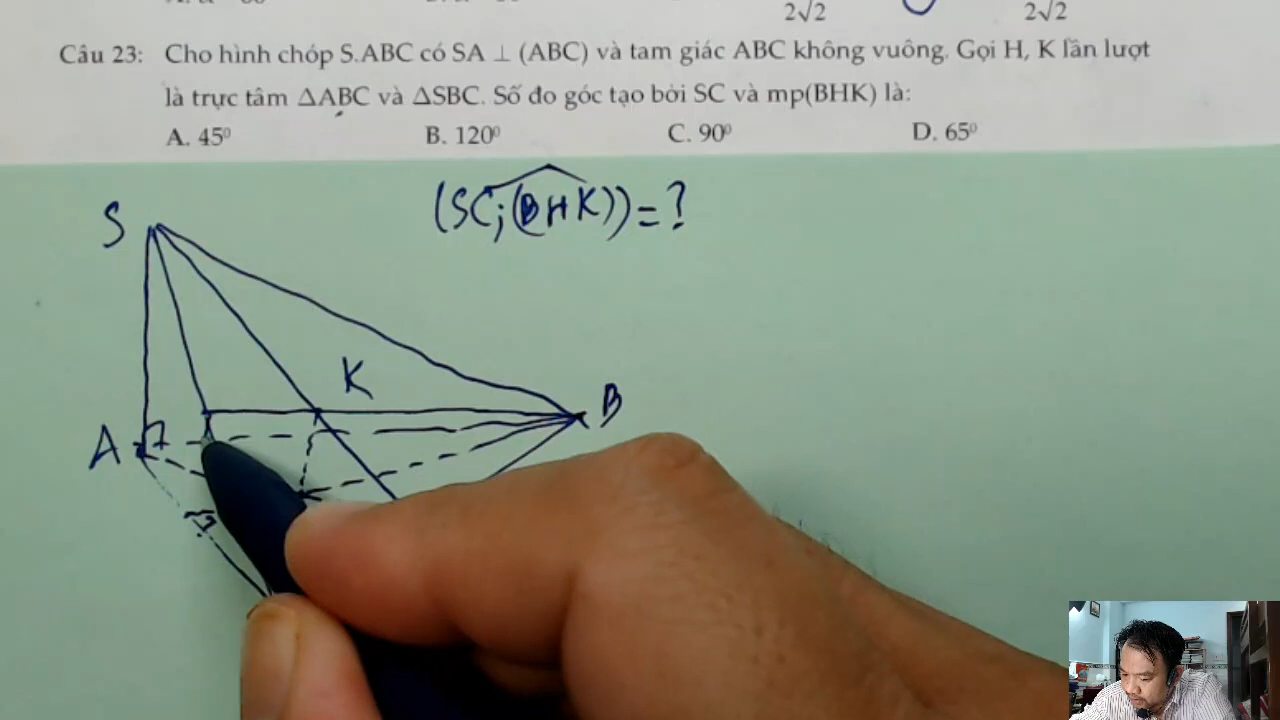 2√2 2√2
Câu 23: Cho hình chóp S.ABC có SA ⊥ (ABC) và tam giác ABC không vuông. Gọi H, K lần lượt
là trực tâm ΔABC và ΔSBC. Số đo góc tạo bởi SC và mp(BHK) là:
A. 45⁰ B. 120⁰ C. 90⁰ D. 65⁰
(SC; (BHK)) = ?
S
K
B
A